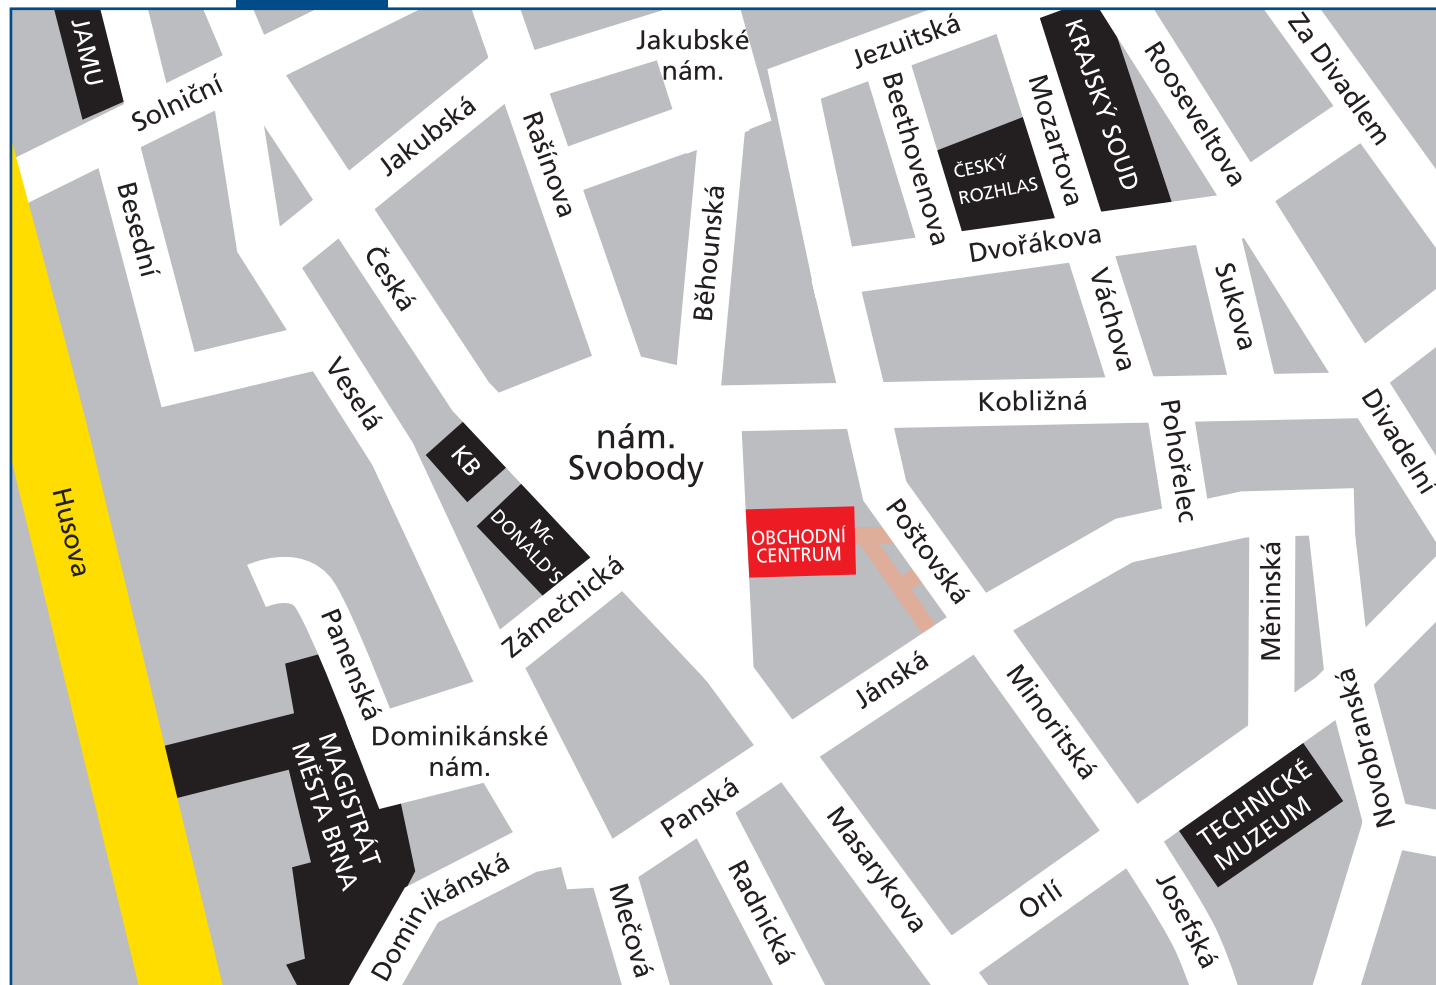 JAMU
Solniční
Jakubská
Rašínova
Jakubské
nám.
Jezuitská
Beethovenova
Mozartova
KRAJSKÝ SOUD
Rooseveltova
Za Divadlem
ČESKÝ
ROZHLAS
Besední
Česká
Běhounská
Dvořákova
Váchova
Sukova
Veselá
Kobližná
Pohořelec
Divadelní
nám.
Svobody
KB
Mc
DONALD'S
Husova
OBCHODNÍ
CENTRUM
Poštovská
Měninská
Zámečnická
Panenská
Jánská
Minoritská
Novobranská
Dominikánské
nám.
MAGISTRÁT
MĚSTA BRNA
Panská
Masarykova
TECHNICKÉ
MUZEUM
Dominikánská
Mečová
Radnická
Orlí
Josefská